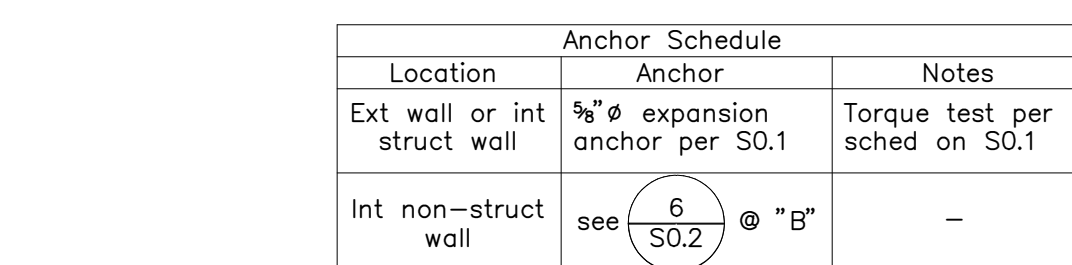 Anchor Schedule
Location Anchor Notes
Ext wall or int struct wall
⅝"Ø expansion anchor per S0.1
Torque test per sched on S0.1
Int non-struct wall
see 6 S0.2 @ "B"
-